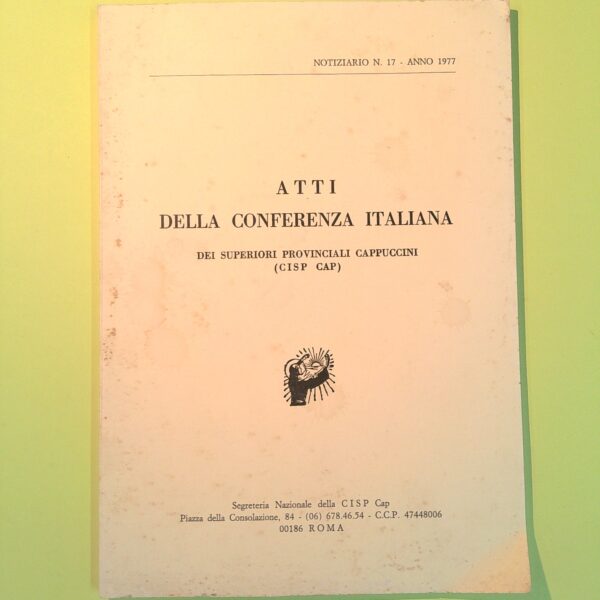 NOTIZIARIO N. 17 - ANNO 1977
ATTI
DELLA CONFERENZA ITALIANA
DEI SUPERIORI PROVINCIALI CAPPUCCINI
(CISP CAP)
Segreteria Nazionale della CISP Cap
Piazza della Consolazione, 84 - (06) 678.46.54 - C.C.P. 47448006
00186 ROMA